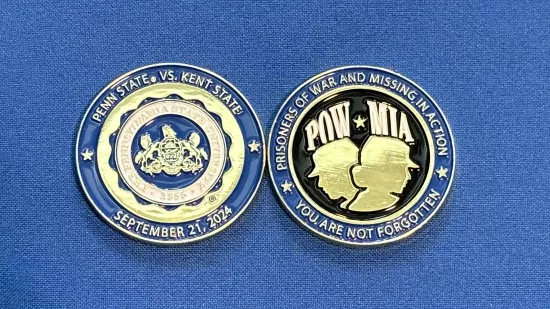 PENN STATE® VS. KENT STATE
THE PENNSYLVANIA STATE UNIVERSITY
1855
®
SEPTEMBER 21, 2024
PRISONERS OF WAR AND MISSING IN ACTION
POW★MIA
YOU ARE NOT FORGOTTEN